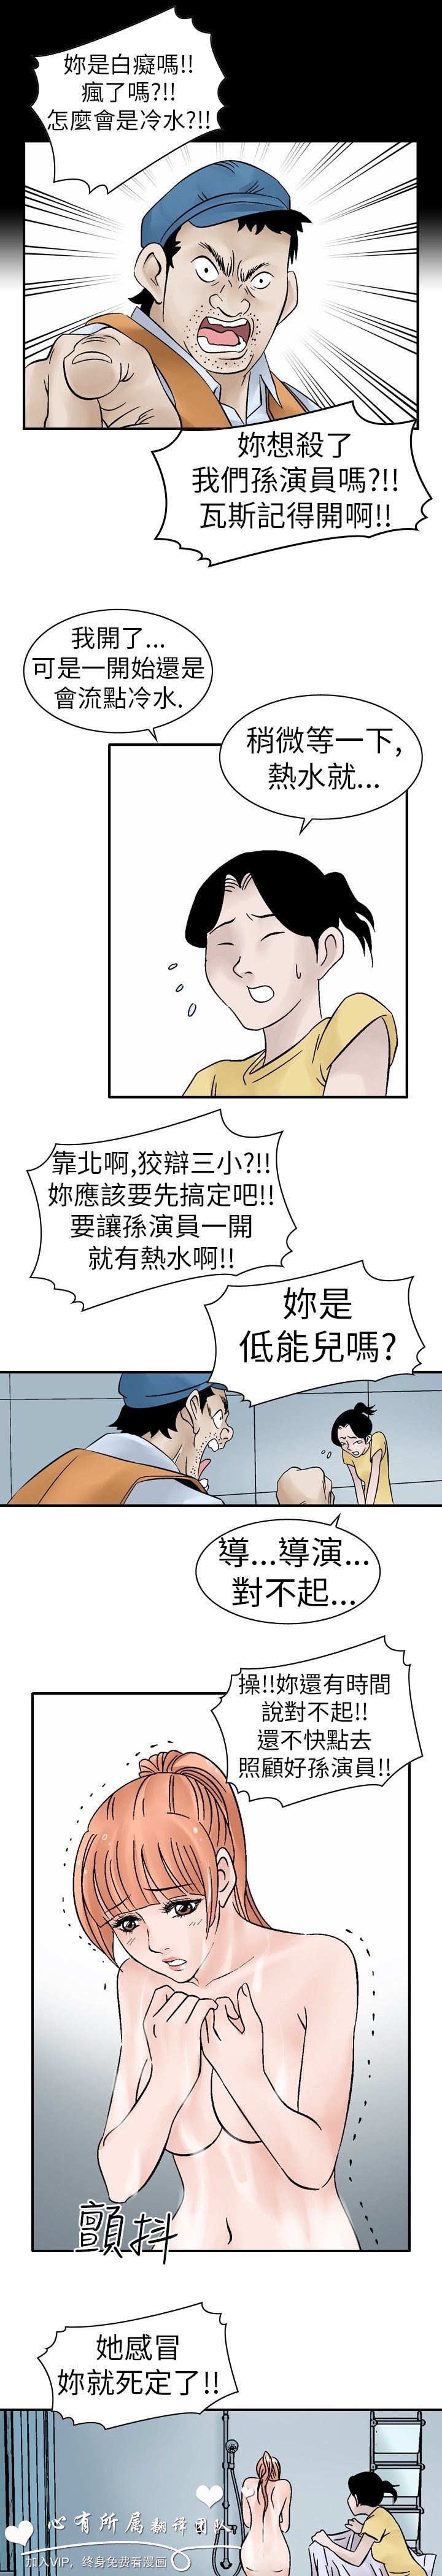 妳是白癡嗎!!
瘋了嗎?!!
怎麼會是冷水?!!
妳想殺了
我們孫演員嗎?!!
瓦斯記得開啊!!
我開了...
可是一開始還是
會流點冷水.
稍微等一下,
熱水就...
靠北啊,狡辯三小?!!
妳應該要先搞定吧!!
要讓孫演員一開
就有熱水啊!!
妳是
低能兒嗎?
導...導演...
對不起...
操!!妳還有時間
說對不起!!
還不快點去
照顧好孫演員!!
顫抖
她感冒
妳就死定了!!
心有所属翻译团队
加入VIP，终身免费看漫画